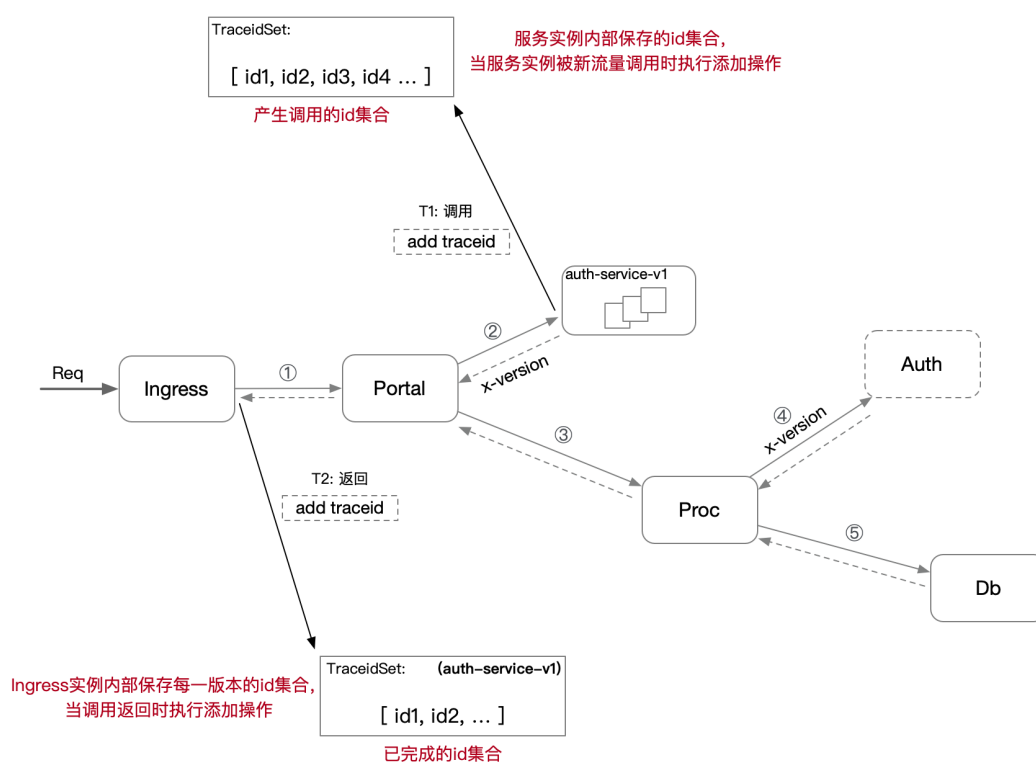 TraceidSet:
[ id1, id2, id3, id4 ... ]
产生调用的id集合
服务实例内部保存的id集合,
当服务实例被新流量调用时执行添加操作
T1: 调用
add traceid
auth-service-v1
②
x-version
Req
Ingress
①
Portal
Auth
④
x-version
③
T2: 返回
add traceid
Proc
⑤
Db
Ingress实例内部保存每一版本的id集合,
当调用返回时执行添加操作
TraceidSet: (auth-service-v1)
[ id1, id2, ... ]
已完成的id集合